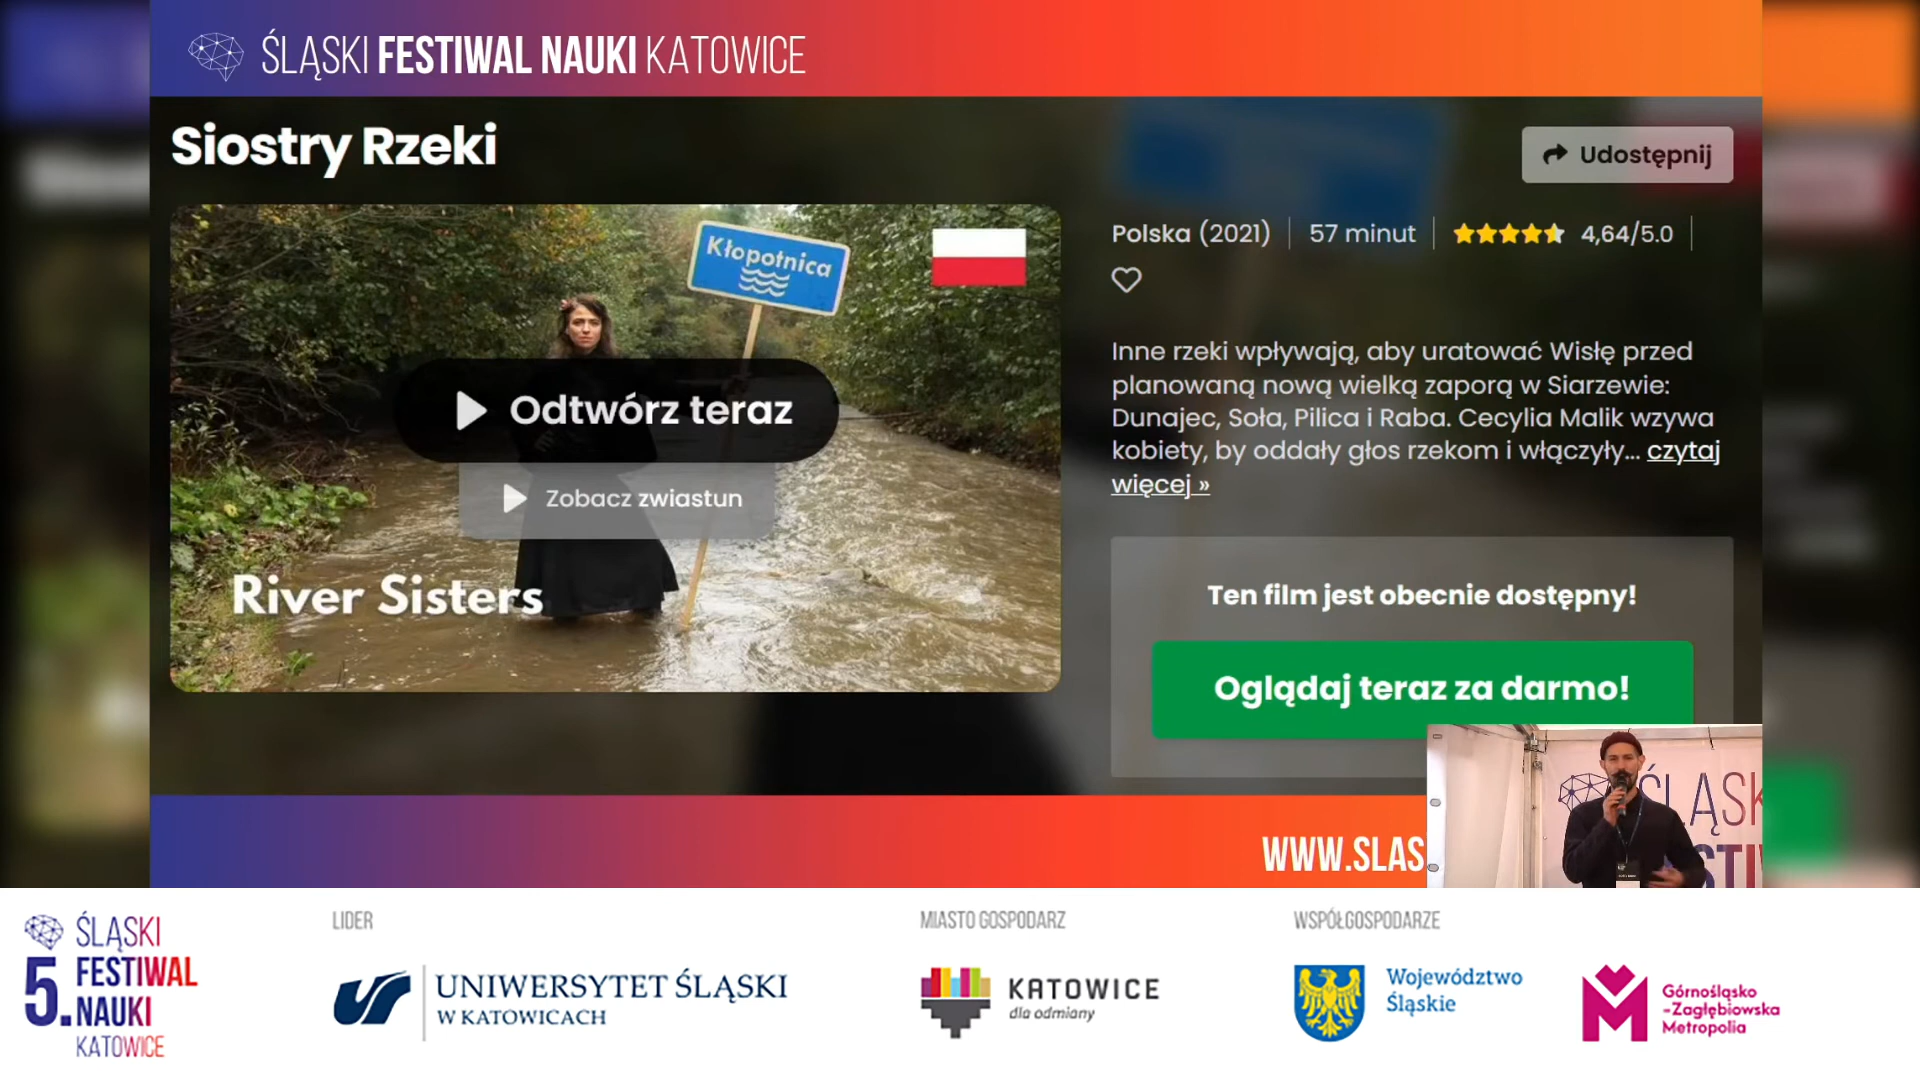 ŚLĄSKI FESTIWAL NAUKI KATOWICE
Siostry Rzeki
Udostępnij
Kłopotnica
Odtwórz teraz
Zobacz zwiastun
River Sisters
Polska (2021)
57 minut
4,64/5.0
Inne rzeki wpływają, aby uratować Wisłę przed
planowaną nową wielką zaporą w Siarzewie:
Dunajec, Soła, Pilica i Raba. Cecylia Malik wzywa
kobiety, by oddały głos rzekom i włączyły... czytaj
więcej »
Ten film jest obecnie dostępny!
Oglądaj teraz za darmo!
WWW.SLAS
ŚLĄSK
STI
5. ŚLĄSKI
FESTIWAL
NAUKI
KATOWICE
LIDER
UNIWERSYTET ŚLĄSKI
W KATOWICACH
MIASTO GOSPODARZ
KATOWICE
dla odmiany
WSPÓŁGOSPODARZE
Województwo
Śląskie
Górnośląsko
-Zagłębiowska
Metropolia